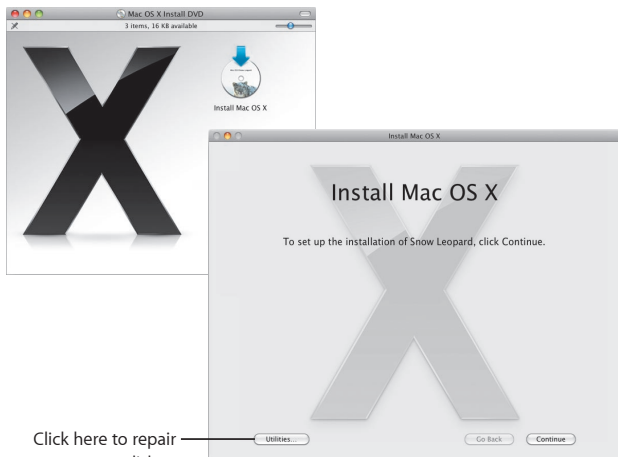 Mac OS X Install DVD
3 items, 16 KB available
Install Mac OS X
Install Mac OS X
Install Mac OS X
To set up the installation of Snow Leopard, click Continue.
Click here to repair
Utilities...
Go Back
Continue